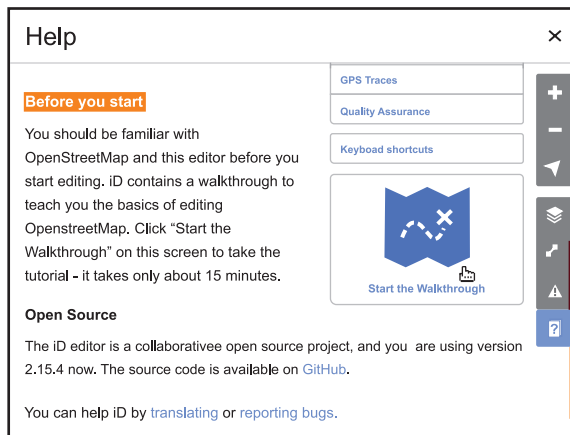 Help
Before you start
You should be familiar with
OpenStreetMap and this editor before you
start editing. iD contains a walkthrough to
teach you the basics of editing
OpenstreetMap. Click “Start the
Walkthrough” on this screen to take the
tutorial - it takes only about 15 minutes.
GPS Traces
Quality Assurance
Keyboad shortcuts
Start the Walkthrough
Open Source
The iD editor is a collaborativee open source project, and you are using version
2.15.4 now. The source code is available on GitHub.
You can help iD by translating or reporting bugs.